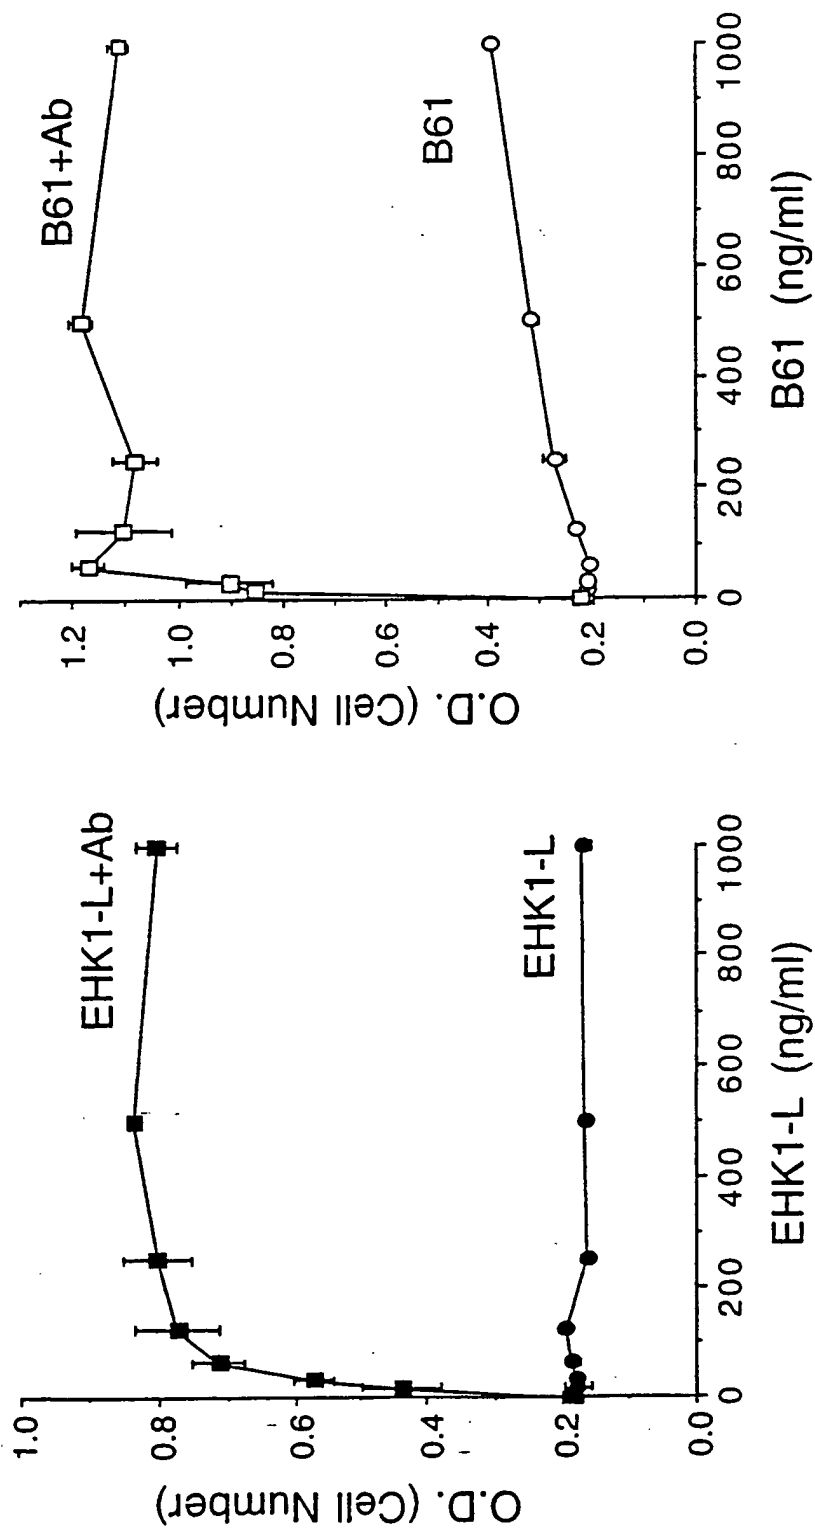 O.D. (Cell Number)
1.0
0.8
0.6
0.4
0.2
0.0
EHK1-L+Ab
EHK1-L
0 200 400 600 800 1000
EHK1-L (ng/ml)
O.D. (Cell Number)
1.2
1.0
0.8
0.6
0.4
0.2
0.0
B61+Ab
B61
0 200 400 600 800 1000
B61 (ng/ml)